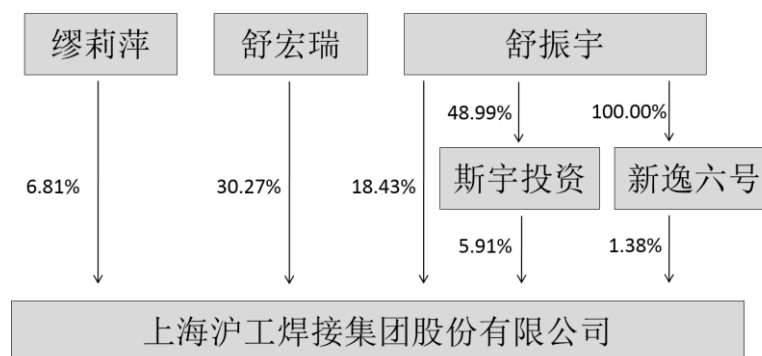 缪莉萍
舒宏瑞
舒振宇
48.99%
100.00%
斯宇投资
新逸六号
6.81%
30.27%
18.43%
5.91%
1.38%
上海沪工焊接集团股份有限公司